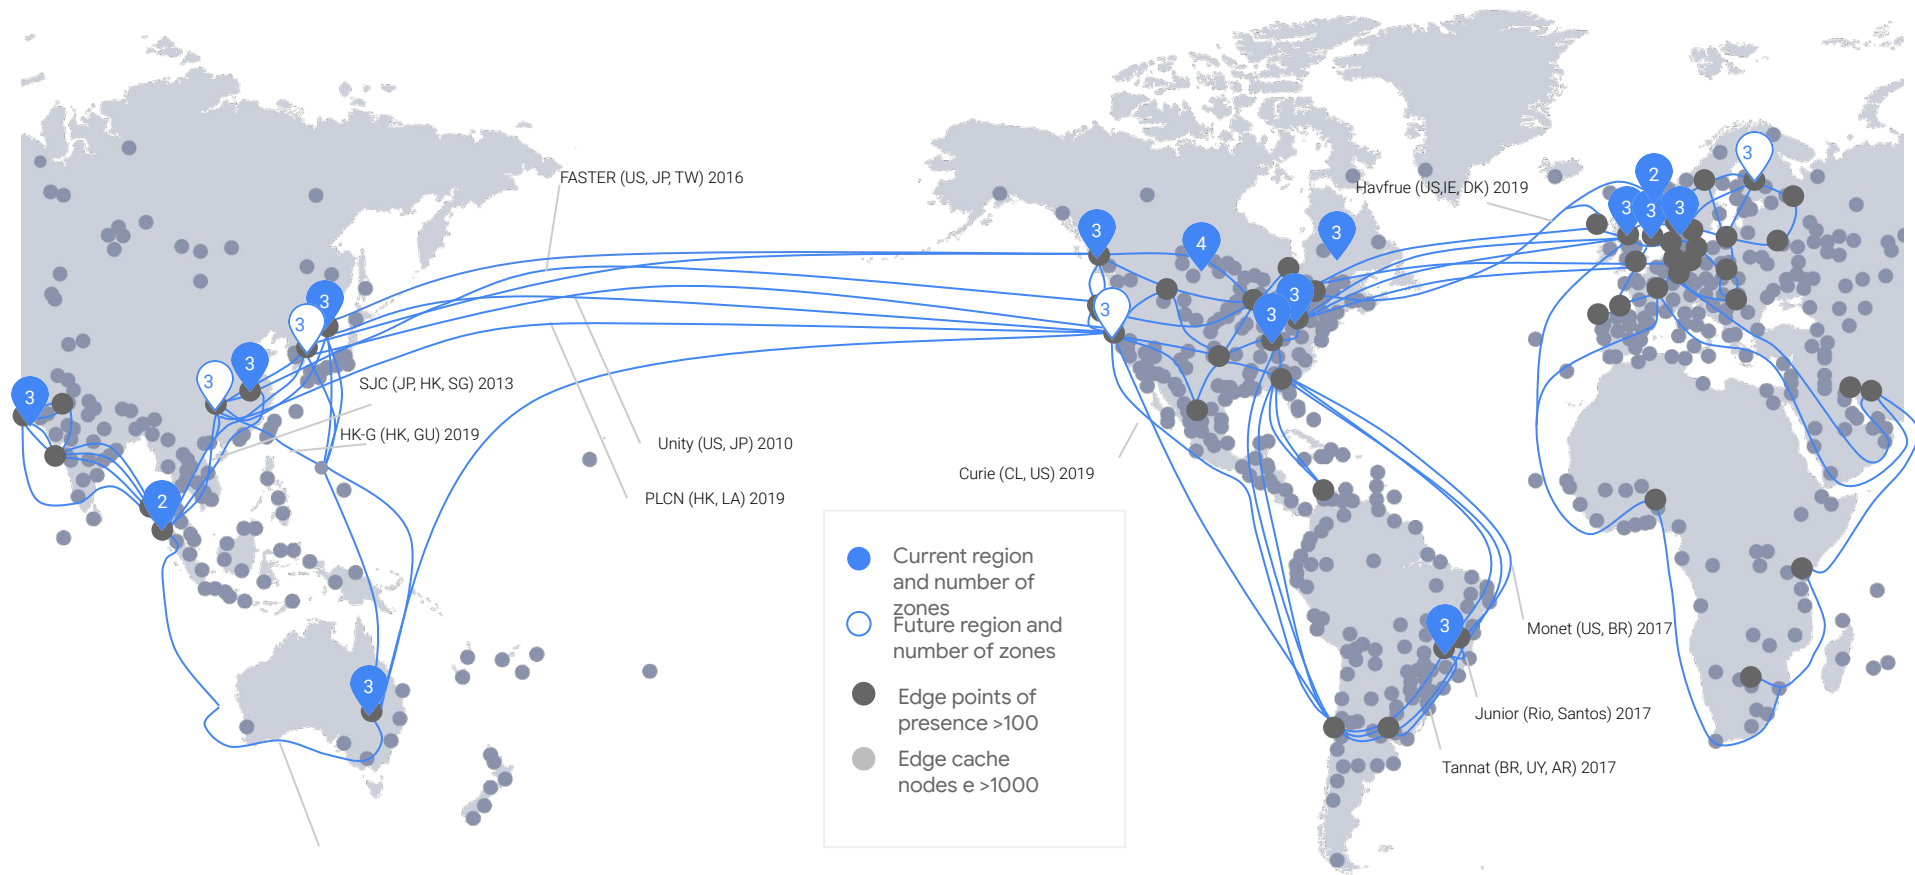 FASTER (US, JP, TW) 2016
Havfrue (US,IE, DK) 2019
3
2
3
3
3
3
4
3
3
3
3
3
3
3
3
3
3
SJC (JP, HK, SG) 2013
HK-G (HK, GU) 2019
Unity (US, JP) 2010
Curie (CL, US) 2019
PLCN (HK, LA) 2019
2
Current region
and number of
zones
Future region and
number of zones
Edge points of
presence >100
Edge cache
nodes e >1000
3
Monet (US, BR) 2017
3
Junior (Rio, Santos) 2017
Tannat (BR, UY, AR) 2017